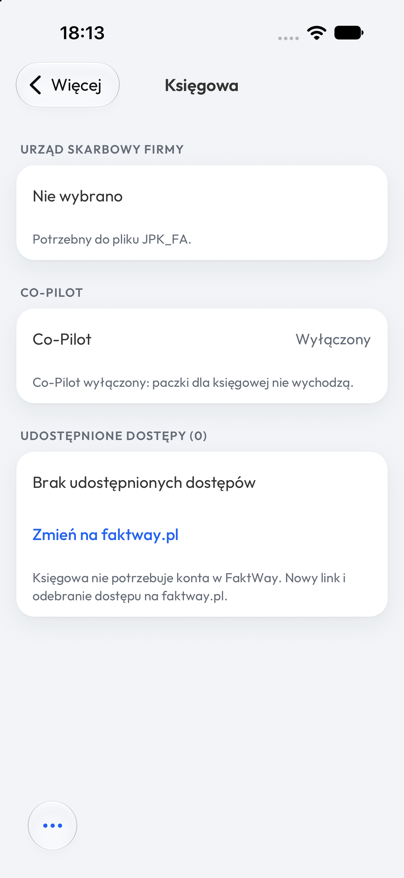 18:13
Więcej
Księgowa
URZĄD SKARBOWY FIRMY
Nie wybrano
Potrzebny do pliku JPK_FA.
CO-PILOT
Co-Pilot
Wyłączony
Co-Pilot wyłączony: paczki dla księgowej nie wychodzą.
UDOSTĘPNIONE DOSTĘPY (0)
Brak udostępnionych dostępów
Zmień na faktway.pl
Księgowa nie potrzebuje konta w FaktWay. Nowy link i
odebranie dostępu na faktway.pl.